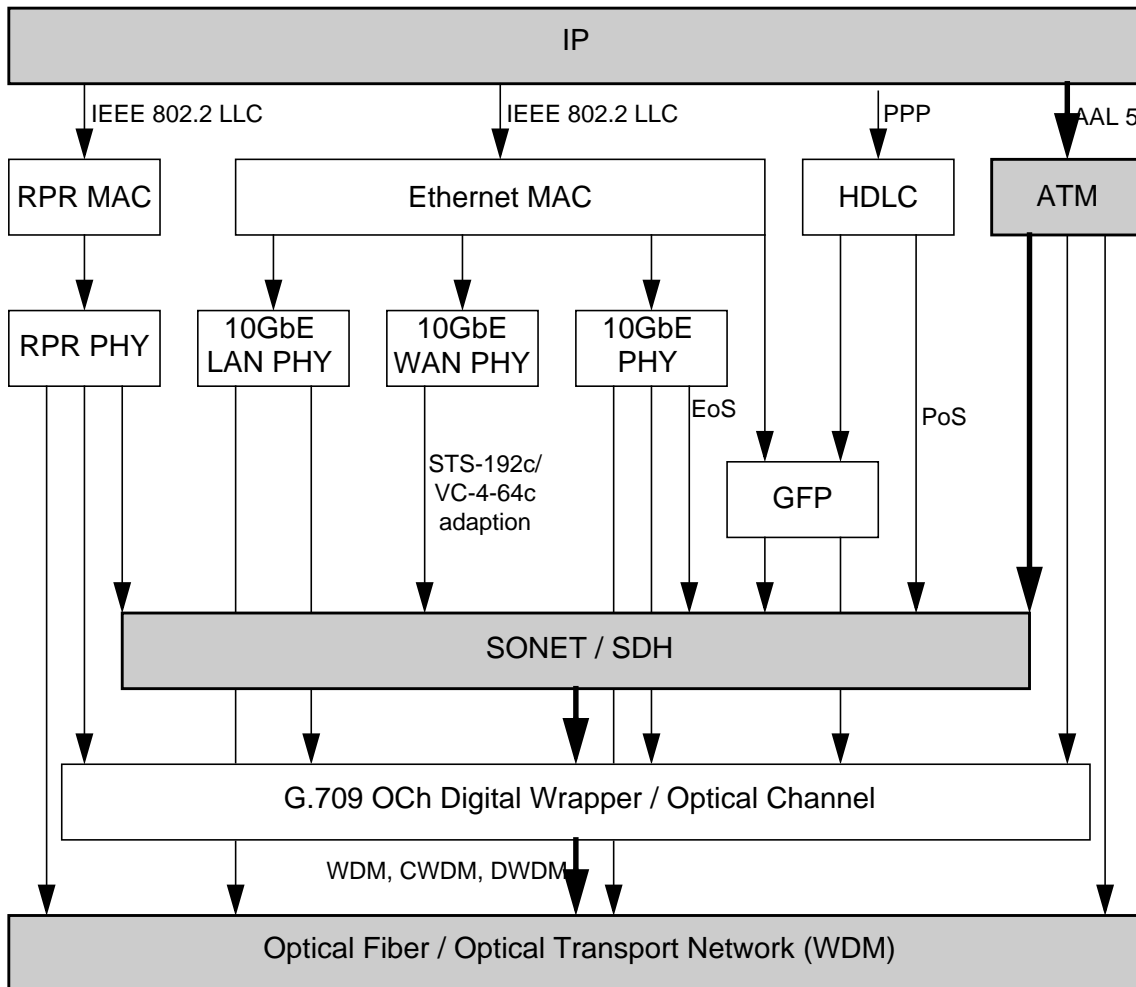 IP
IEEE 802.2 LLC
IEEE 802.2 LLC
PPP
AAL 5
RPR MAC
Ethernet MAC
HDLC
ATM
RPR PHY
10GbE
LAN PHY
10GbE
WAN PHY
10GbE
PHY
EoS
PoS
STS-192c/
VC-4-64c
adaption
GFP
SONET / SDH
G.709 OCh Digital Wrapper / Optical Channel
WDM, CWDM, DWDM
Optical Fiber / Optical Transport Network (WDM)